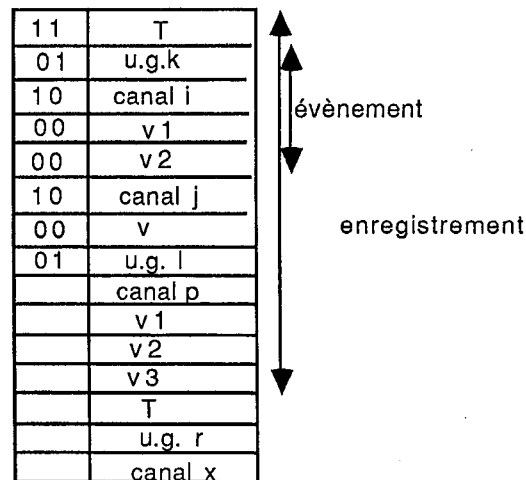 11 T
01 u.g.k
10 canal i
00 v1
évènement
00 v2
10 canal j
00 v
enregistrement
01 u.g. l
canal p
v1
v2
v3
T
u.g. r
canal x